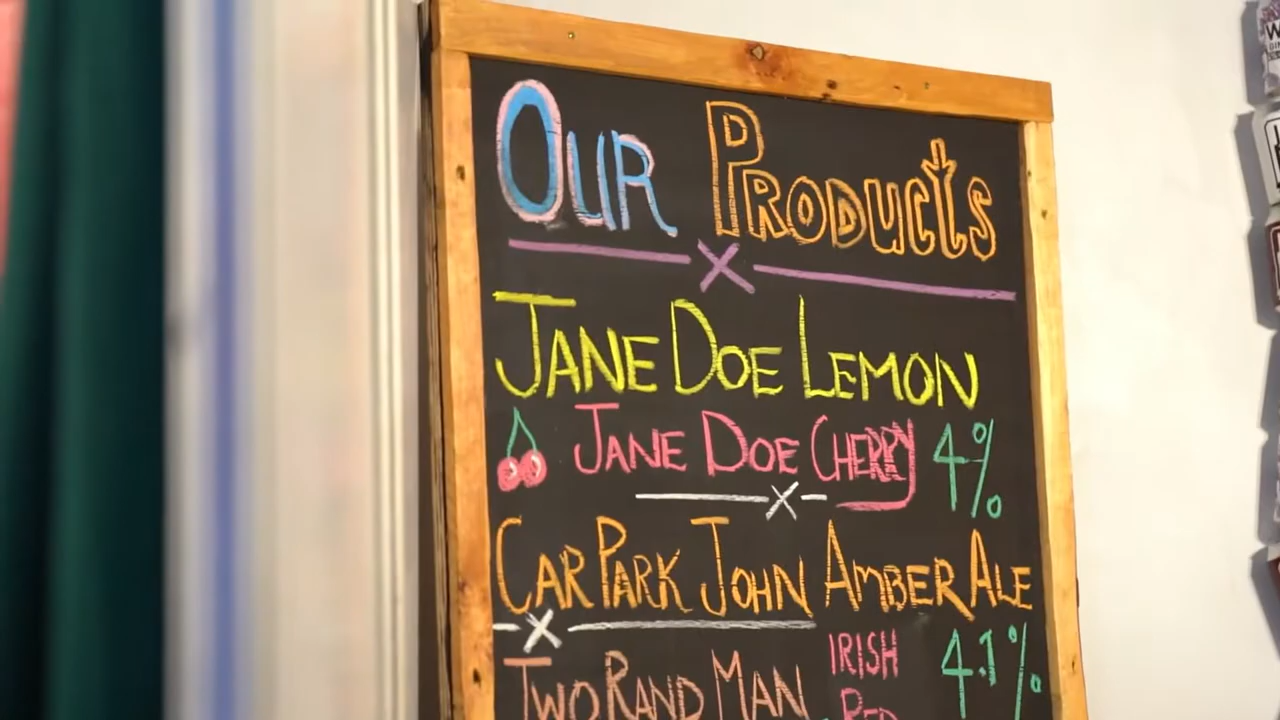 Our Products
Jane Doe Lemon
Jane Doe Cherry 4%
Car Park John Amber Ale
Two Rand Man Irish Red 4.1%